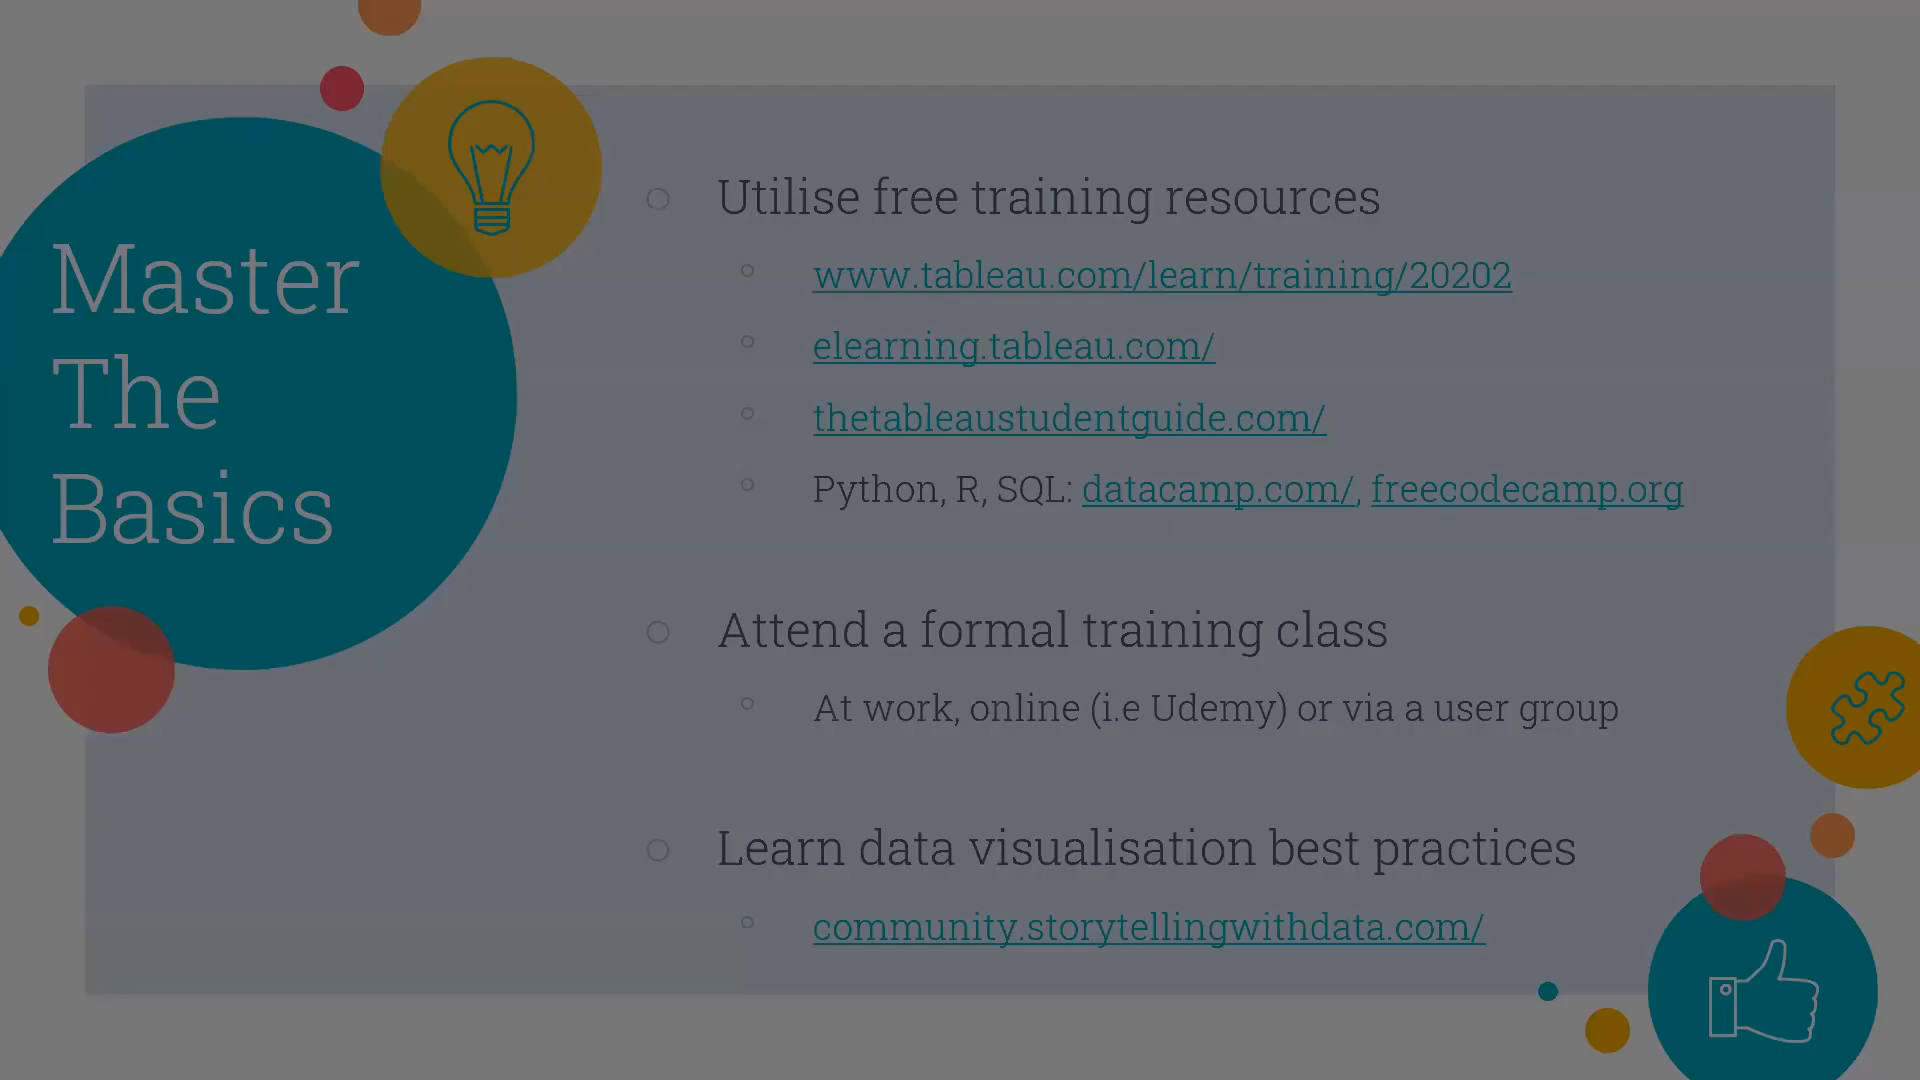 Master
The
Basics
Utilise free training resources
www.tableau.com/learn/training/20202
elearning.tableau.com/
thetableaustudentguide.com/
Python, R, SQL: datacamp.com/, freecodecamp.org
Attend a formal training class
At work, online (i.e Udemy) or via a user group
Learn data visualisation best practices
community.storytellingwithdata.com/